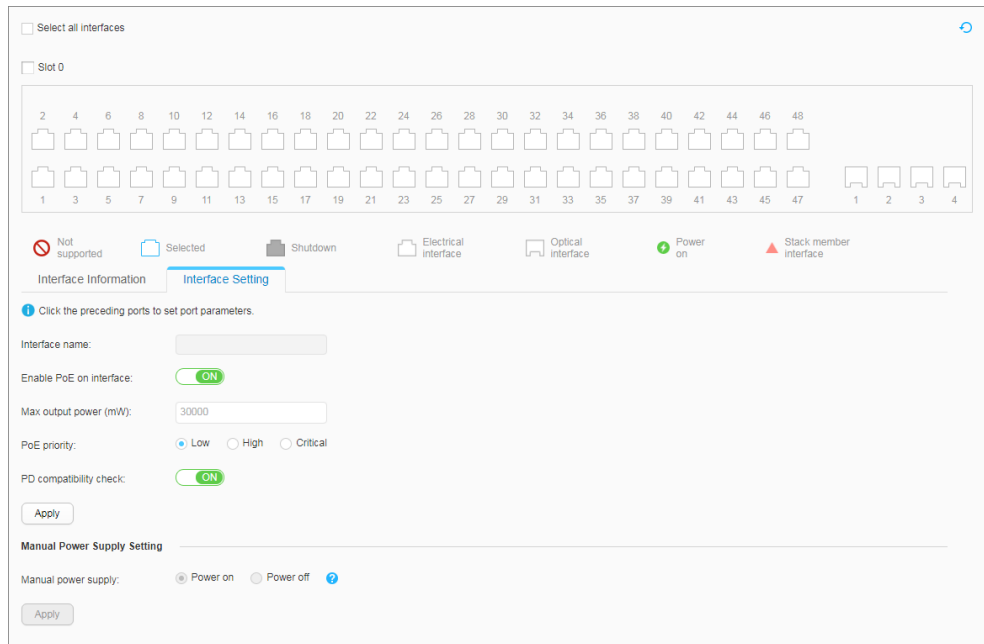 Select all interfaces
Slot 0
2 4 6 8 10 12 14 16 18 20 22 24 26 28 30 32 34 36 38 40 42 44 46 48
1 3 5 7 9 11 13 15 17 19 21 23 25 27 29 31 33 35 37 39 41 43 45 47 1 2 3 4
Not supported Selected Shutdown Electrical interface Optical interface Power on Stack member interface
Interface Information Interface Setting
Click the preceding ports to set port parameters.
Interface name:
Enable PoE on interface: ON
Max output power (mW): 30000
PoE priority: Low High Critical
PD compatibility check: ON
Apply
Manual Power Supply Setting
Manual power supply: Power on Power off ?
Apply